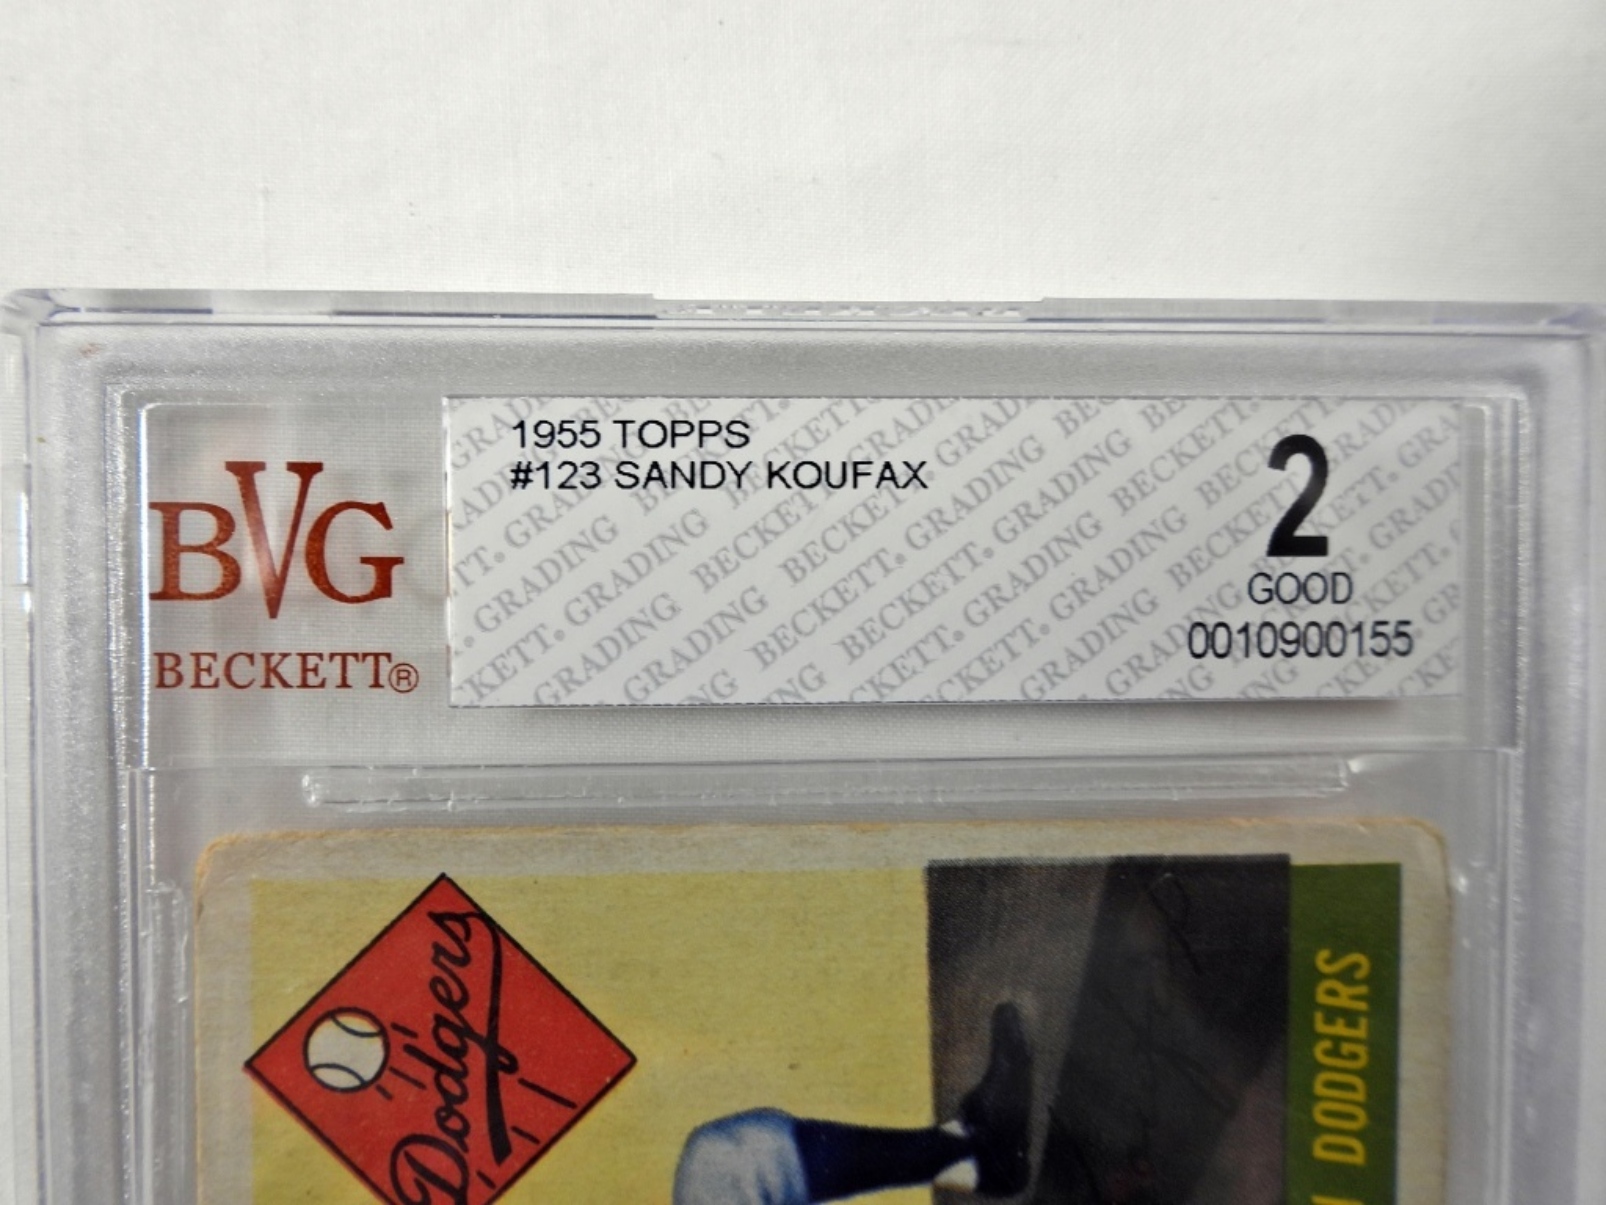 BVG
BECKETT®
1955 TOPPS
#123 SANDY KOUFAX
2
GOOD
0010900155
Dodgers
DODGERS